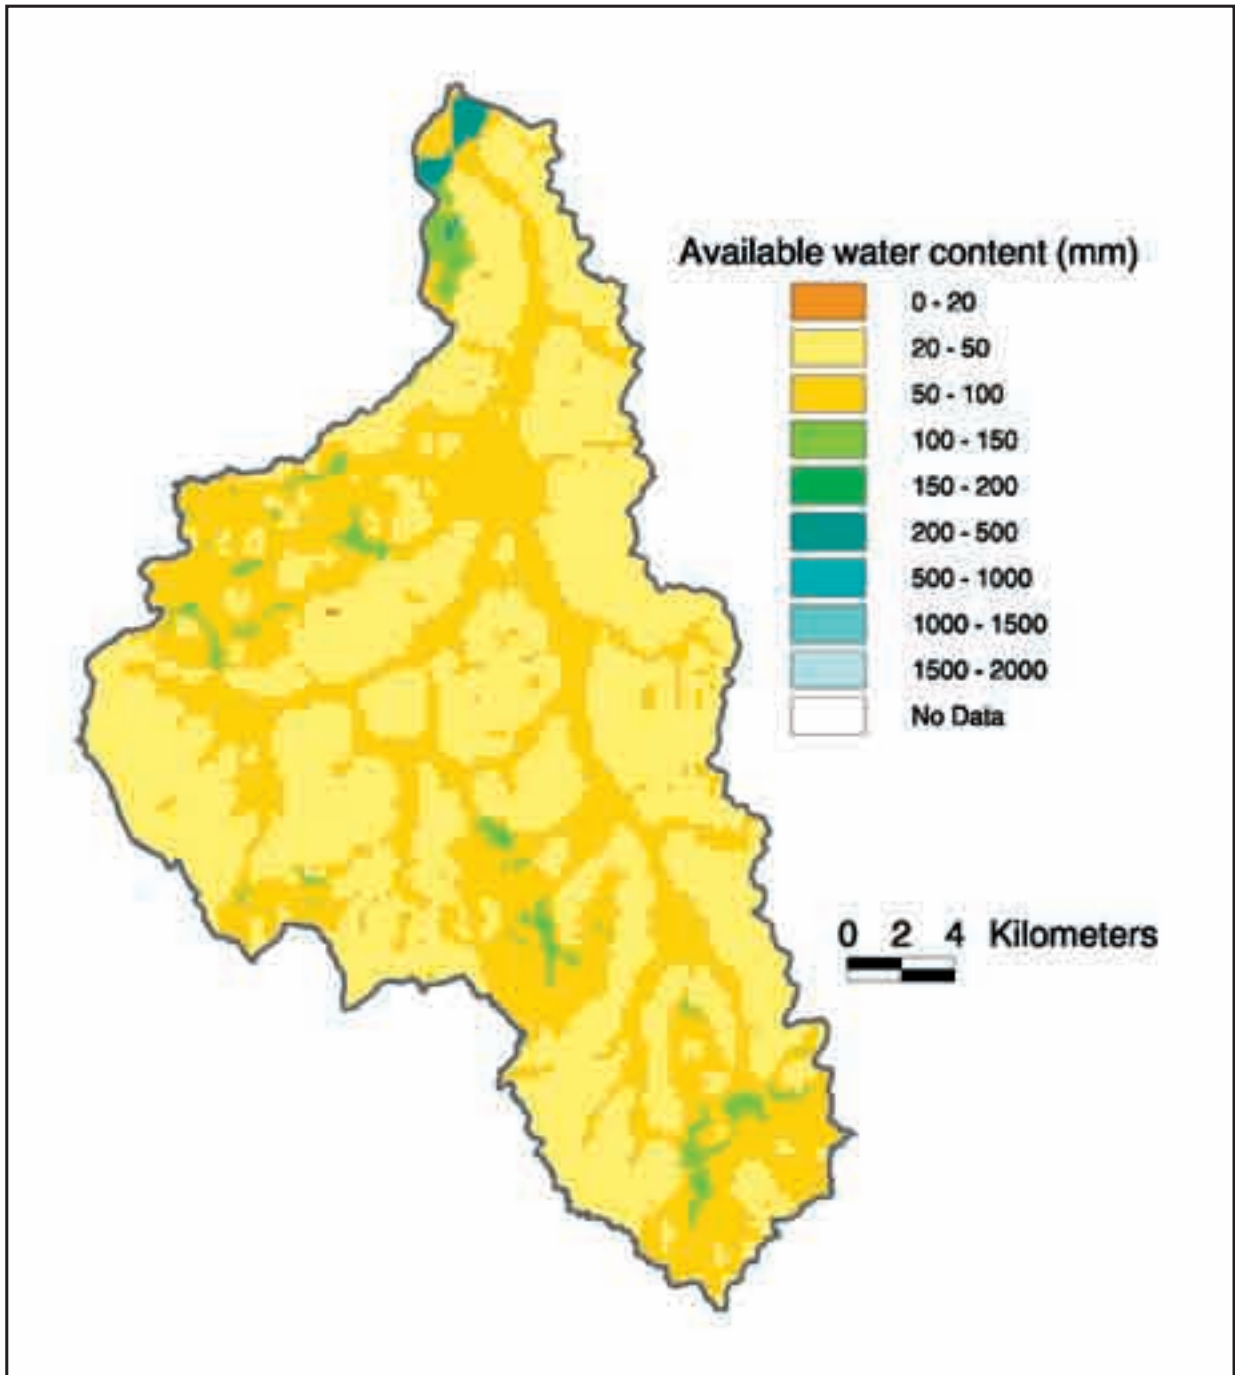 Available water content (mm)
0 - 20
20 - 50
50 - 100
100 - 150
150 - 200
200 - 500
500 - 1000
1000 - 1500
1500 - 2000
No Data
0 2 4 Kilometers